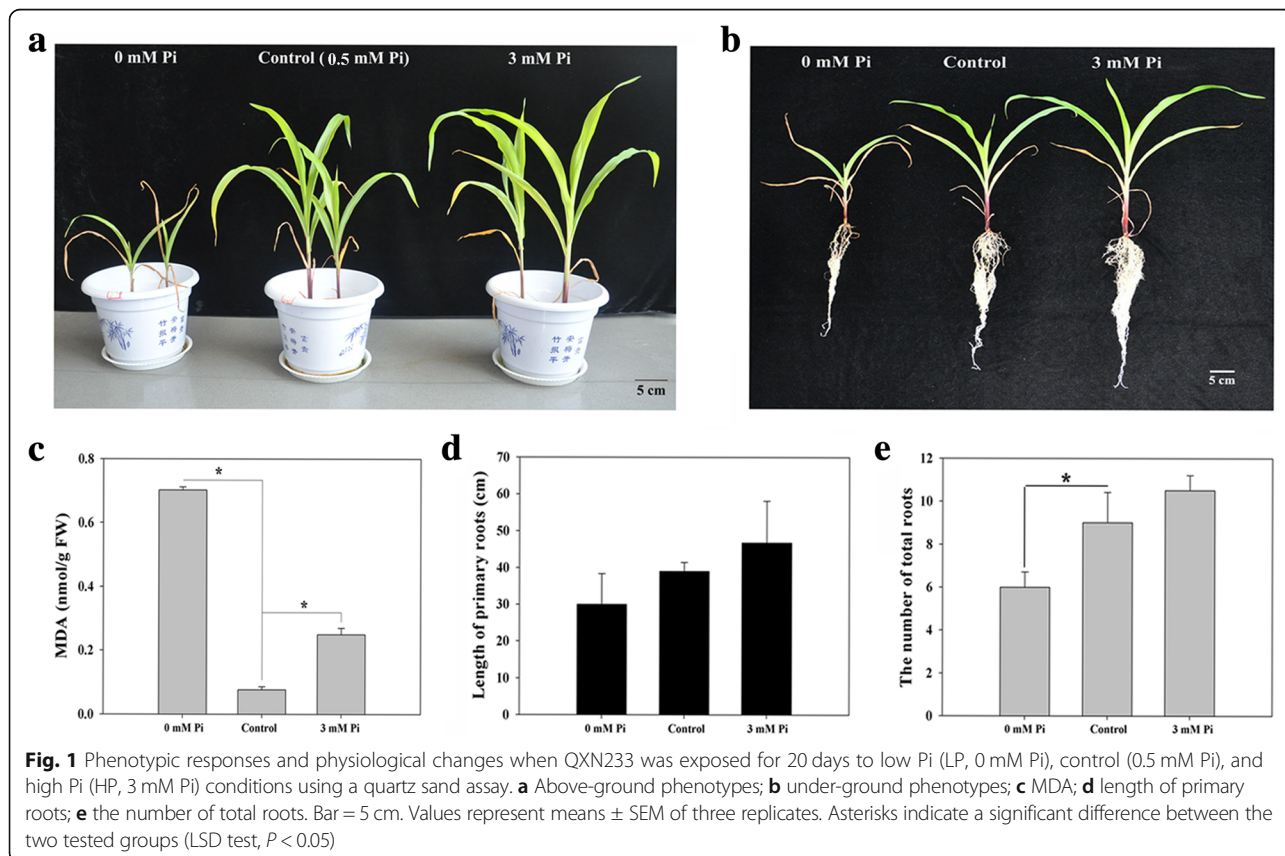 a
0 mM Pi
Control (0.5 mM Pi)
3 mM Pi
5 cm
b
0 mM Pi
Control
3 mM Pi
5 cm
c
MDA (nmol/g FW)
0.8
0.6
0.4
0.2
0.0
*
*
0 mM Pi
Control
3 mM Pi
d
Length of primary roots (cm)
70
60
50
40
30
20
10
0
0 mM Pi
Control
3 mM Pi
e
The number of total roots
12
10
8
6
4
2
0
*
0 mM Pi
Control
3 mM Pi
Fig. 1 Phenotypic responses and physiological changes when QXN233 was exposed for 20 days to low Pi (LP, 0 mM Pi), control (0.5 mM Pi), and
high Pi (HP, 3 mM Pi) conditions using a quartz sand assay. a Above-ground phenotypes; b under-ground phenotypes; c MDA; d length of primary
roots; e the number of total roots. Bar = 5 cm. Values represent means ± SEM of three replicates. Asterisks indicate a significant difference between the
two tested groups (LSD test, P < 0.05)